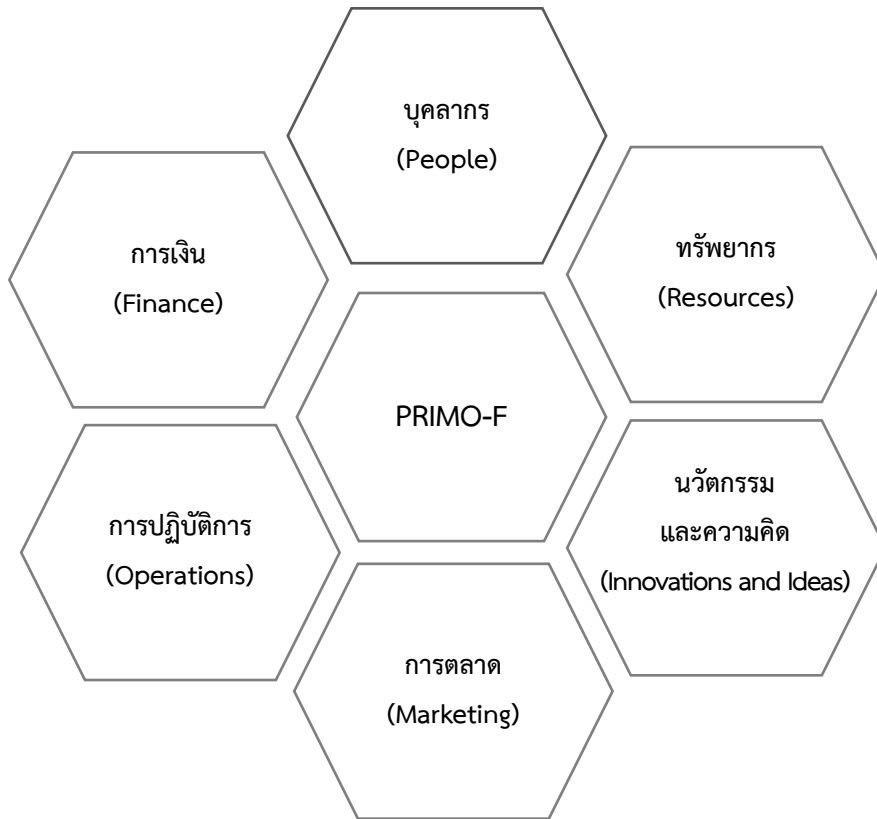 บุคลากร
(People)
ทรัพยากร
(Resources)
นวัตกรรม
และความคิด
(Innovations and Ideas)
การตลาด
(Marketing)
การปฏิบัติการ
(Operations)
การเงิน
(Finance)
PRIMO-F